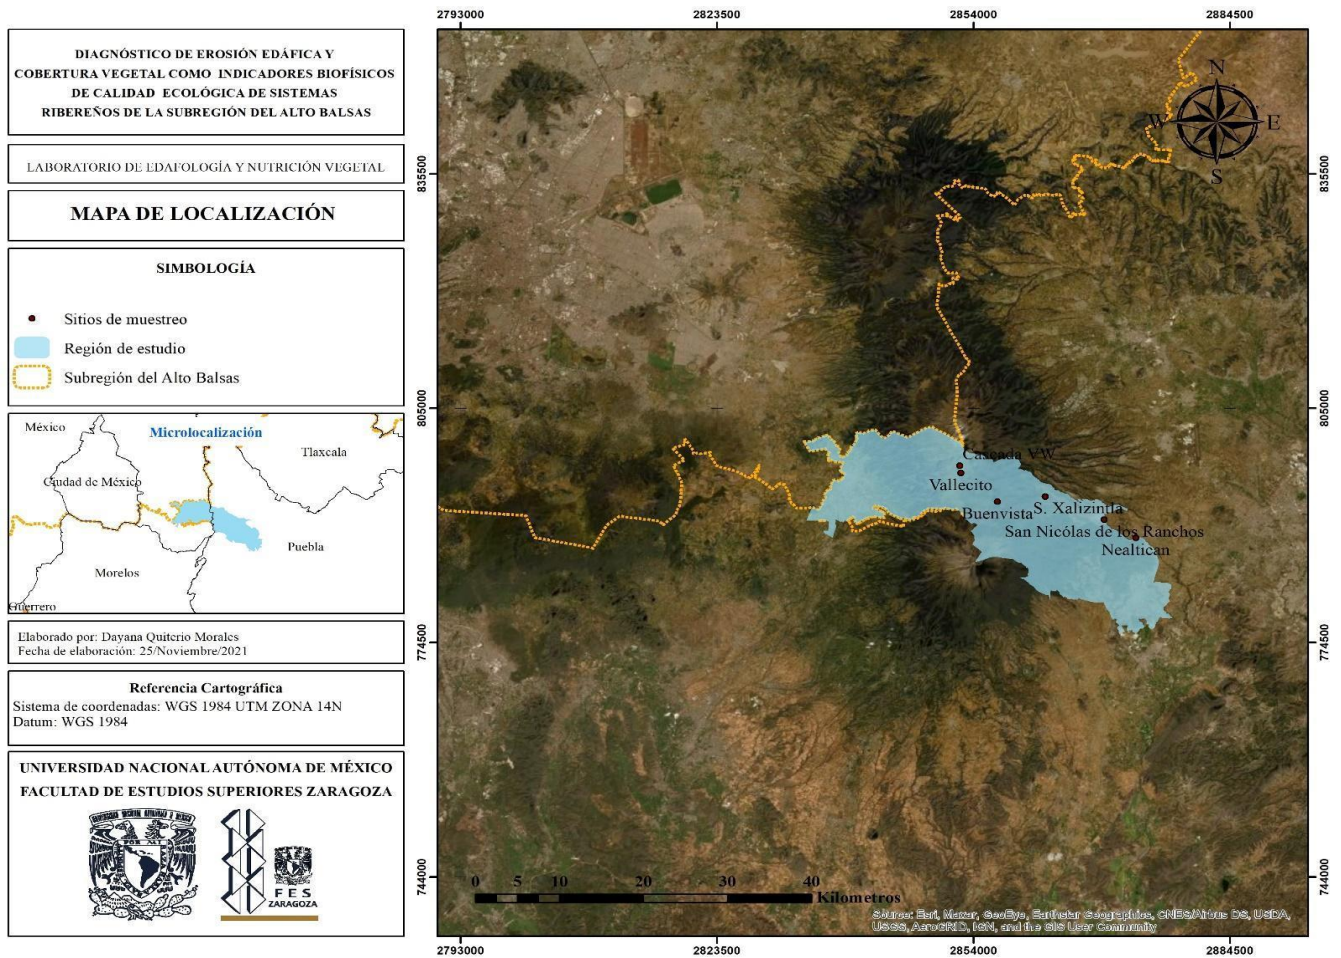 DIAGNÓSTICO DE EROSIÓN EDÁFICA Y
COBERTURA VEGETAL COMO INDICADORES BIOFÍSICOS
DE CALIDAD ECOLÓGICA DE SISTEMAS
RIBEREÑOS DE LA SUBREGIÓN DEL ALTO BALSAS
LABORATORIO DE EDAFOLOGÍA Y NUTRICIÓN VEGETAL
MAPA DE LOCALIZACIÓN
SIMBOLOGÍA
Sitios de muestreo
Región de estudio
Subregión del Alto Balsas
México
Microlocalización
Tlaxcala
Ciudad de México
Puebla
Morelos
Guerrero
Elaborado por: Dayana Quiterio Morales
Fecha de elaboración: 25/Noviembre/2021
Referencia Cartográfica
Sistema de coordenadas: WGS 1984 UTM ZONA 14N
Datum: WGS 1984
UNIVERSIDAD NACIONAL AUTÓNOMA DE MÉXICO
FACULTAD DE ESTUDIOS SUPERIORES ZARAGOZA
FES
ZARAGOZA
2793000 2823500 2854000 2884500
N
W E
S
835500 835500
805000 805000
Cascada VW
Vallecito
Buenvista S. Xalizintla
San Nicólas de los Ranchos
Nealtican
774500 774500
744000 744000
0 5 10 20 30 40
Kilometros
Source: Esri, Maxar, GeoEye, Earthstar Geographics, CNES/Airbus DS, USDA,
USGS, AeroGRID, IGN, and the GIS User Community
2793000 2823500 2854000 2884500